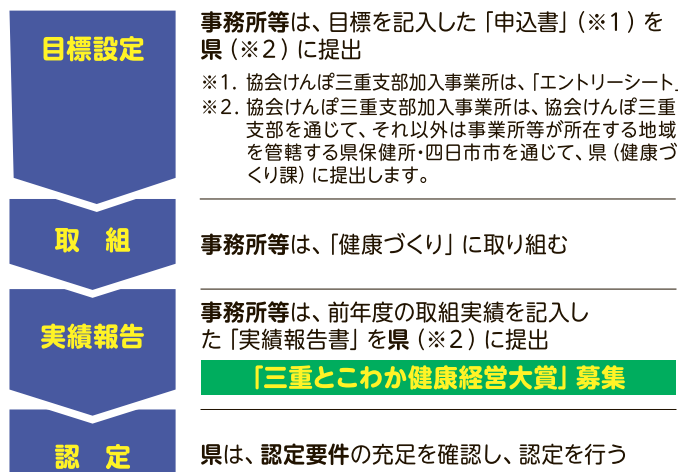 目標設定
事務所等は、目標を記入した「申込書」(※1)を
県(※2)に提出
※1. 協会けんぽ三重支部加入事業所は、「エントリーシート」
※2. 協会けんぽ三重支部加入事業所は、協会けんぽ三重
支部を通じて、それ以外は事業所等が所在する地域
を管轄する県保健所・四日市市を通じて、県(健康づ
くり課)に提出します。
取 組
事務所等は、「健康づくり」に取り組む
実績報告
事務所等は、前年度の取組実績を記入し
た「実績報告書」を県(※2)に提出
「三重とこわか健康経営大賞」募集
認 定
県は、認定要件の充足を確認し、認定を行う